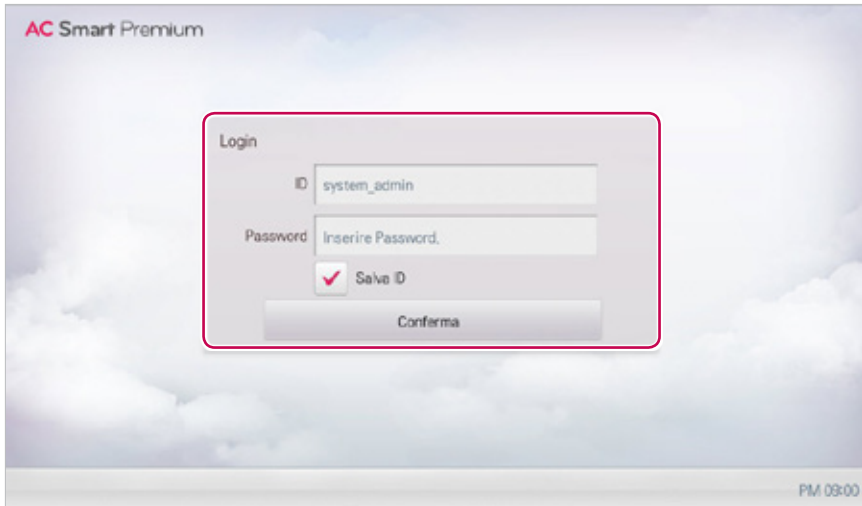 AC Smart Premium
Login
ID system_admin
Password Inserire Password.
Salva ID
Conferma
PM 09:00